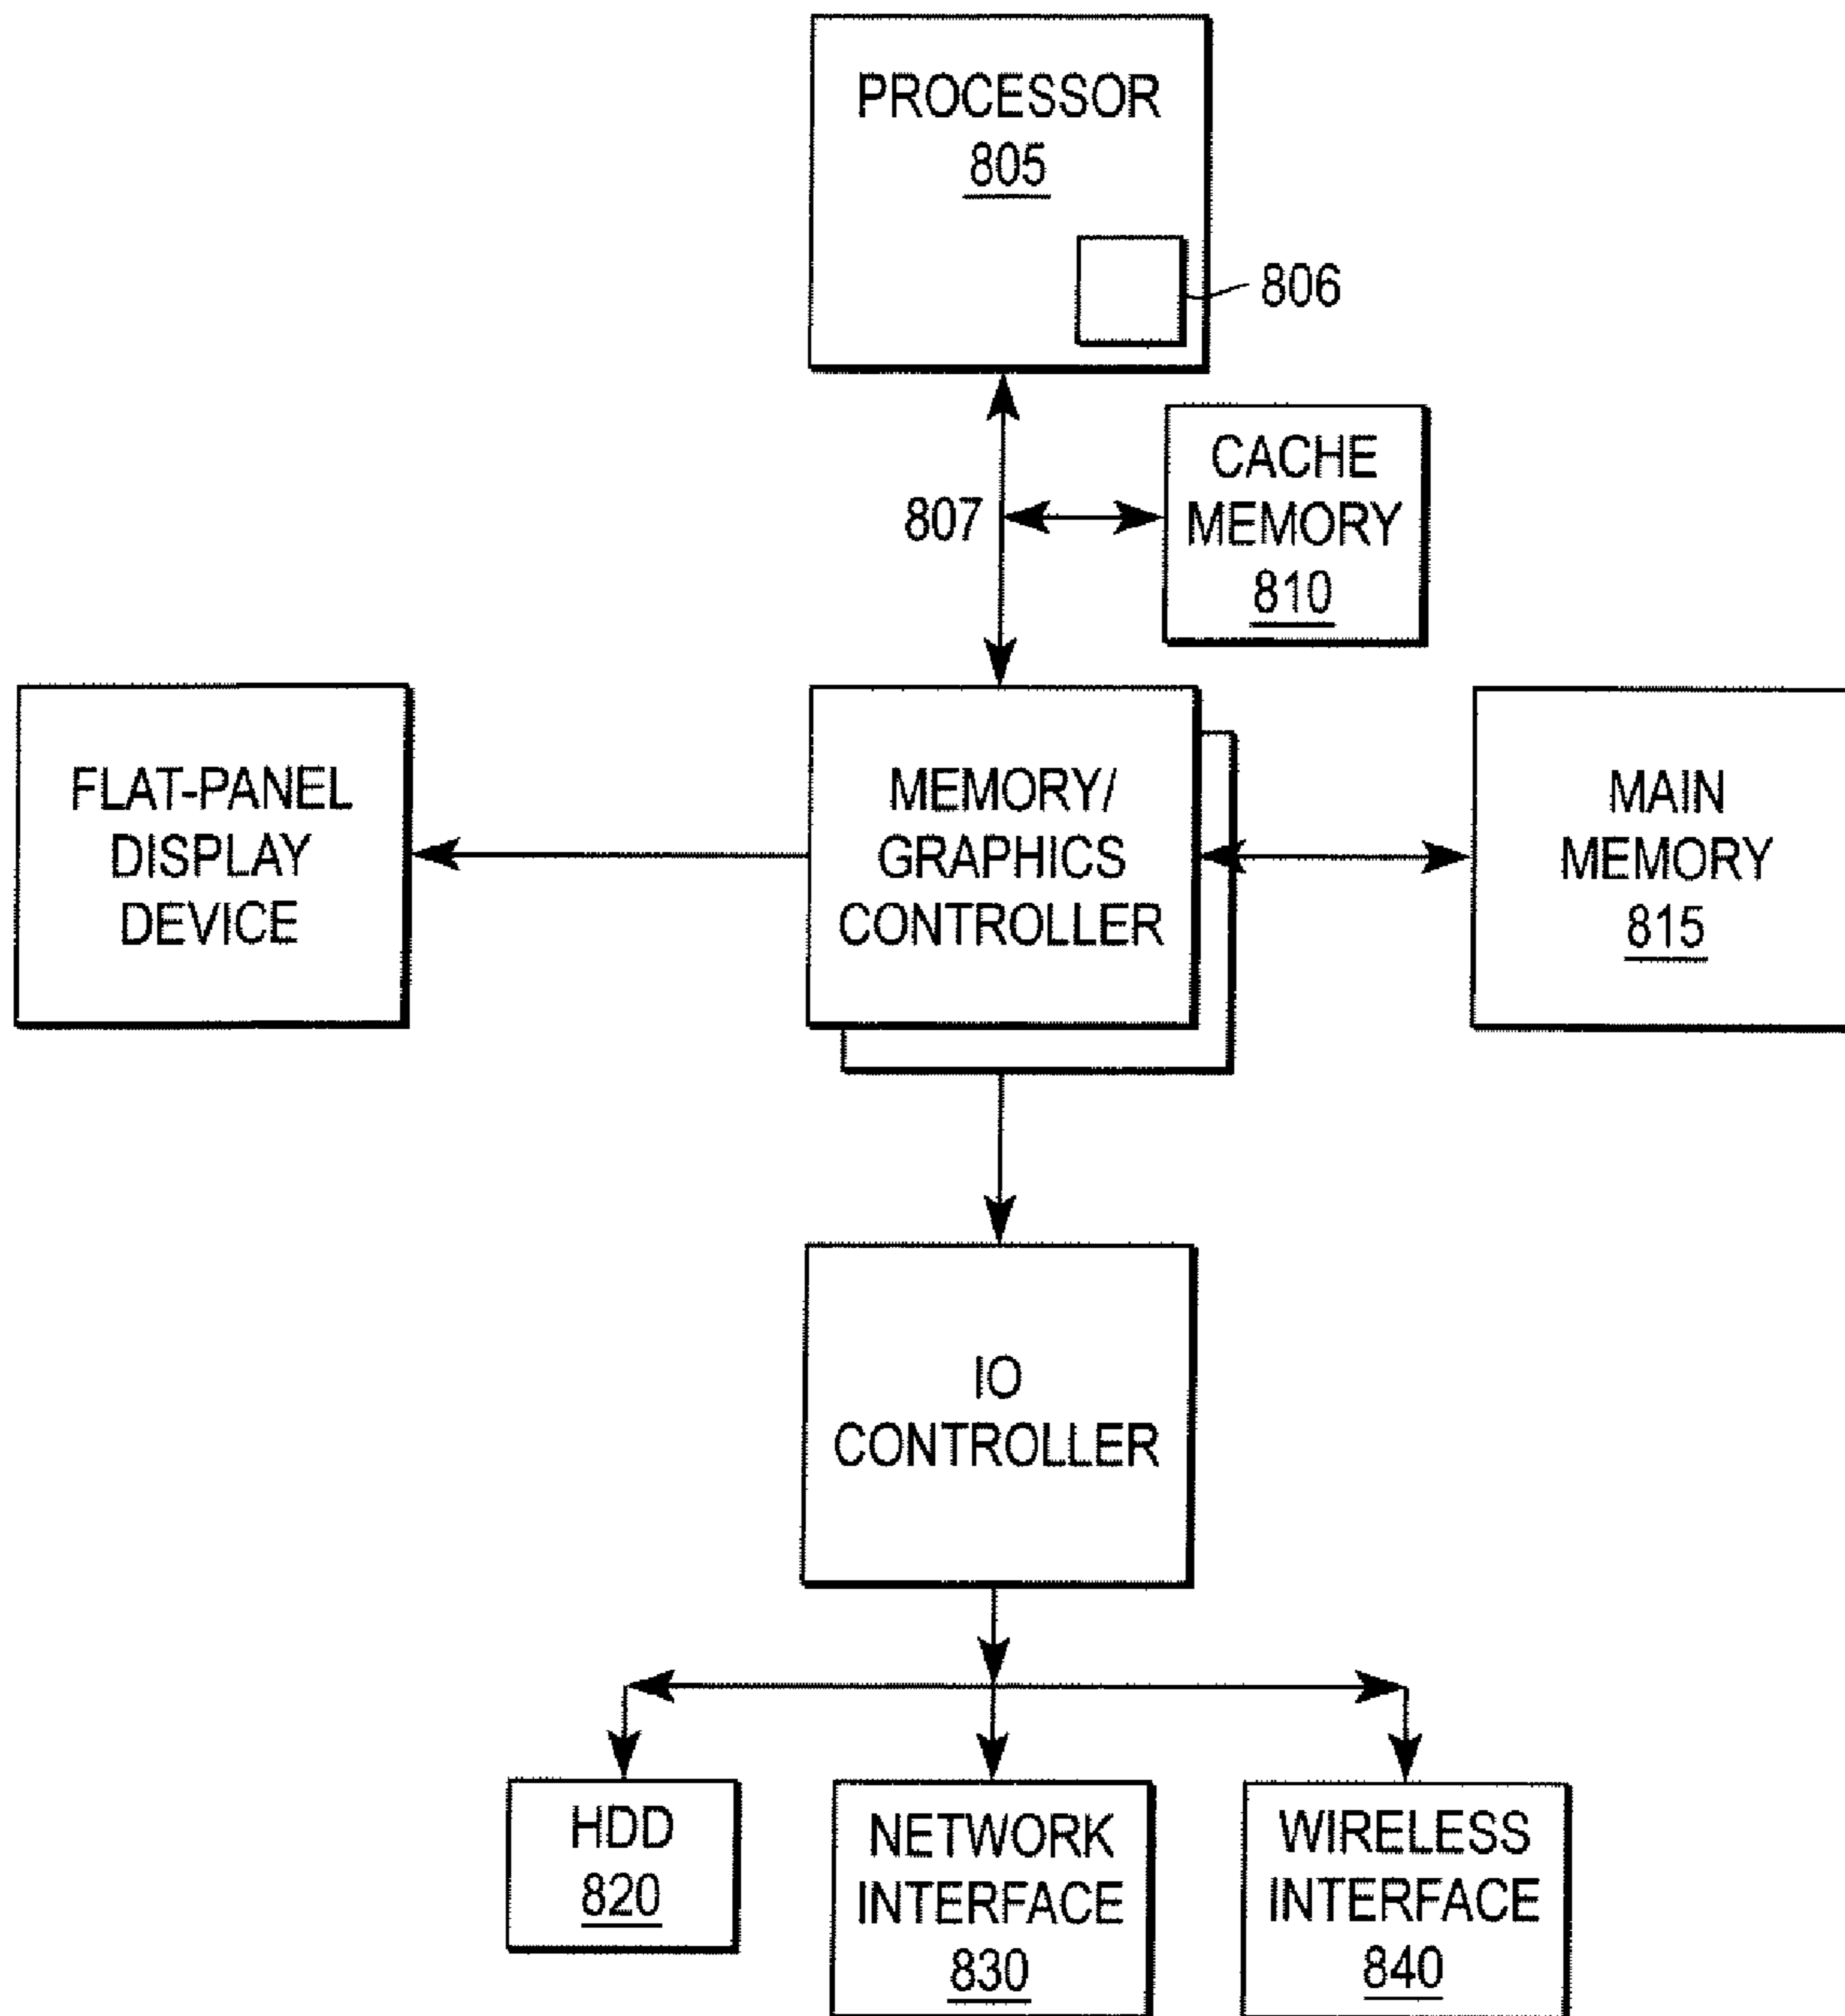 PROCESSOR
805
806
807
CACHE
MEMORY
810
FLAT-PANEL
DISPLAY
DEVICE
MEMORY/
GRAPHICS
CONTROLLER
MAIN
MEMORY
815
IO
CONTROLLER
HDD
820
NETWORK
INTERFACE
830
WIRELESS
INTERFACE
840